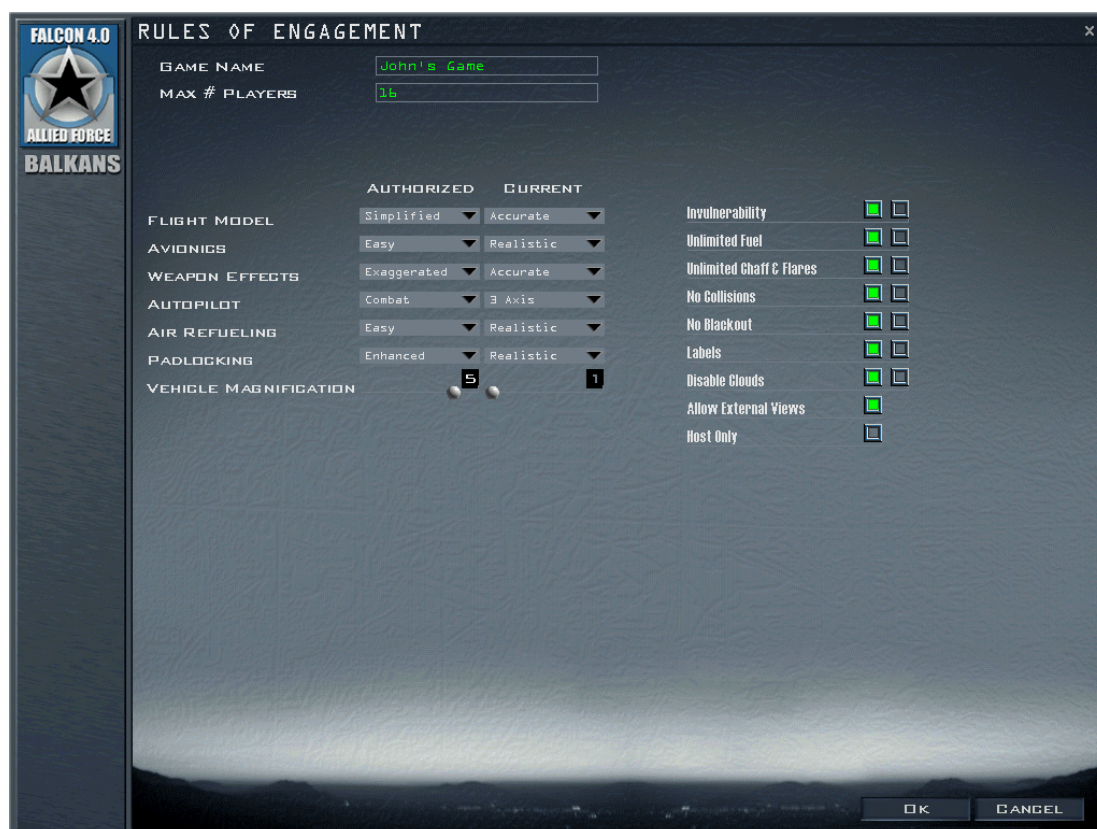 FALCON 4.0
ALLIED FORCE
BALKANS
RULES OF ENGAGEMENT
x
GAME NAME John's Game
MAX # PLAYERS 16
AUTHORIZED CURRENT
FLIGHT MODEL Simplified Accurate
AVIONICS Easy Realistic
WEAPON EFFECTS Exaggerated Accurate
AUTOPILOT Combat 3 Axis
AIR REFUELING Easy Realistic
PADLOCKING Enhanced Realistic
VEHICLE MAGNIFICATION 5 1
Invulnerability
Unlimited Fuel
Unlimited Chaff & Flares
No Collisions
No Blackout
Labels
Disable Clouds
Allow External Views
Host Only
OK CANCEL